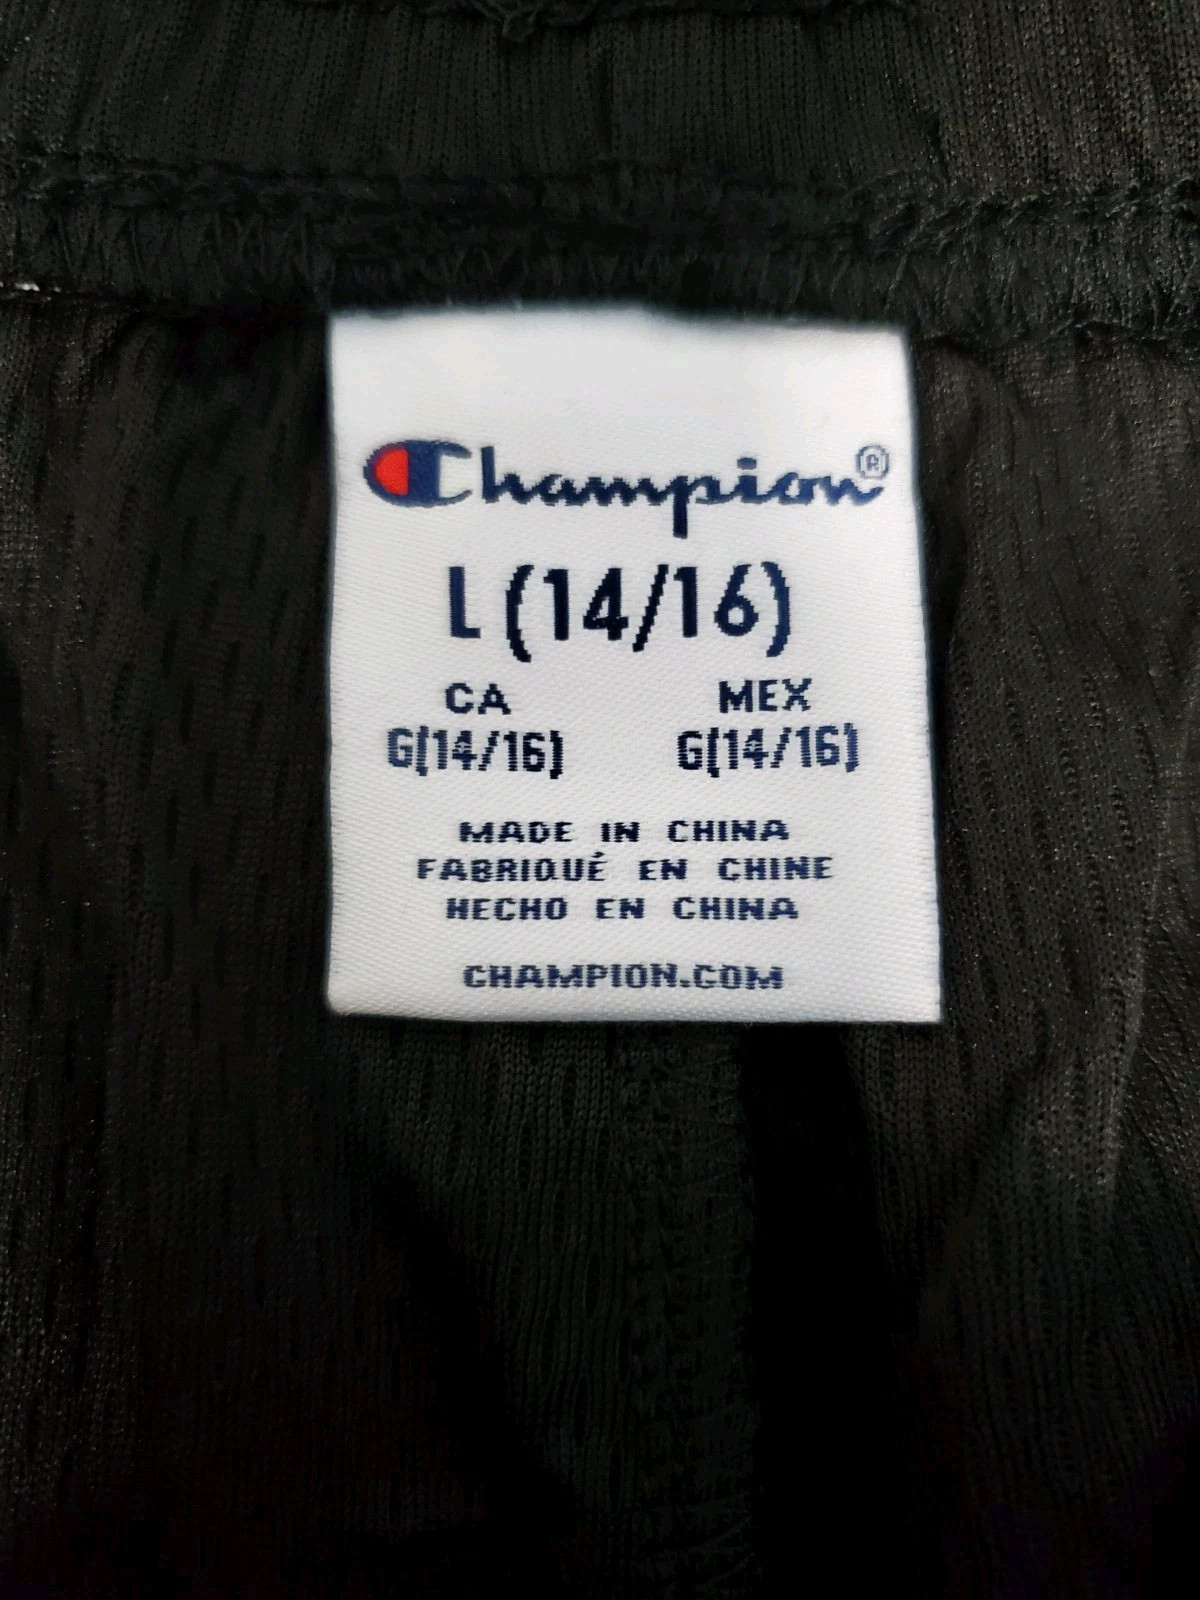 Champion®
L (14/16)
CA MEX
G(14/16) G(14/16)
MADE IN CHINA
FABRIQUÉ EN CHINE
HECHO EN CHINA
CHAMPION.COM